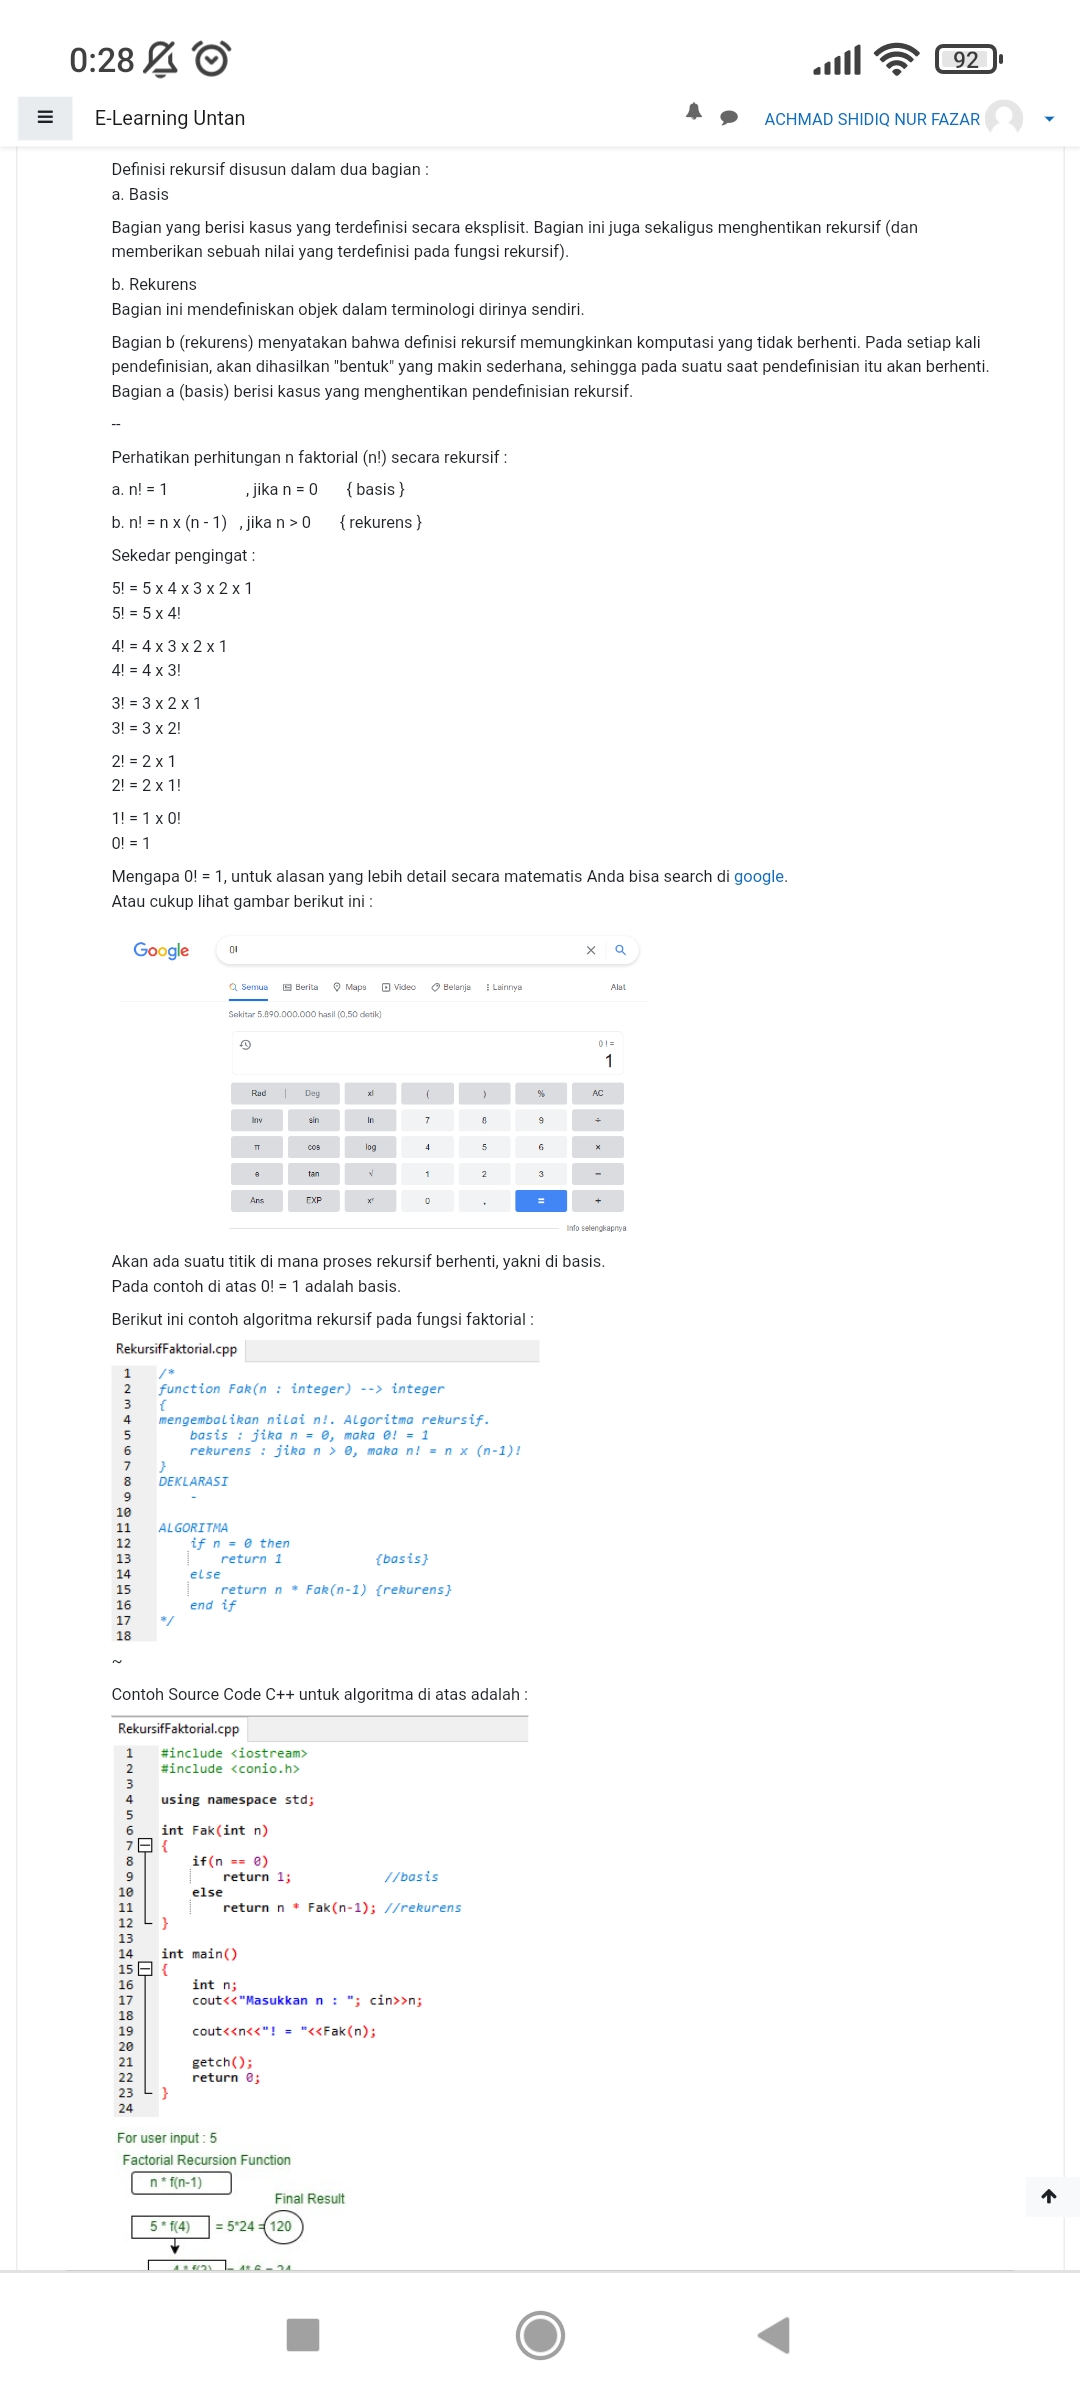 0:28
92
E-Learning Untan
ACHMAD SHIDIQ NUR FAZAR
Definisi rekursif disusun dalam dua bagian :
a. Basis
Bagian yang berisi kasus yang terdefinisi secara eksplisit. Bagian ini juga sekaligus menghentikan rekursif (dan
memberikan sebuah nilai yang terdefinisi pada fungsi rekursif).
b. Rekurens
Bagian ini mendefiniskan objek dalam terminologi dirinya sendiri.
Bagian b (rekurens) menyatakan bahwa definisi rekursif memungkinkan komputasi yang tidak berhenti. Pada setiap kali
pendefinisian, akan dihasilkan "bentuk" yang makin sederhana, sehingga pada suatu saat pendefinisian itu akan berhenti.
Bagian a (basis) berisi kasus yang menghentikan pendefinisian rekursif.
--
Perhatikan perhitungan n faktorial (n!) secara rekursif :
a. n! = 1 , jika n = 0 { basis }
b. n! = n x (n - 1) , jika n > 0 { rekurens }
Sekedar pengingat :
5! = 5 x 4 x 3 x 2 x 1
5! = 5 x 4!
4! = 4 x 3 x 2 x 1
4! = 4 x 3!
3! = 3 x 2 x 1
3! = 3 x 2!
2! = 2 x 1
2! = 2 x 1!
1! = 1 x 0!
0! = 1
Mengapa 0! = 1, untuk alasan yang lebih detail secara matematis Anda bisa search di google.
Atau cukup lihat gambar berikut ini :
Google 0!
Semua Berita Maps Video Belanja Lainnya Alat
Sekitar 5.890.000.000 hasil (0,50 detik)
0! =
1
Rad | Deg x! ( ) % AC
Inv sin ln 7 8 9 ÷
π cos log 4 5 6 ×
e tan √ 1 2 3 −
Ans EXP xʸ 0 . = +
Info selengkapnya
Akan ada suatu titik di mana proses rekursif berhenti, yakni di basis.
Pada contoh di atas 0! = 1 adalah basis.
Berikut ini contoh algoritma rekursif pada fungsi faktorial :
RekursifFaktorial.cpp
1 /*
2 function Fak(n : integer) --> integer
3 {
4 mengembalikan nilai n!. Algoritma rekursif.
5 basis : jika n = 0, maka 0! = 1
6 rekurens : jika n > 0, maka n! = n x (n-1)!
7 }
8 DEKLARASI
9 -
10
11 ALGORITMA
12 if n = 0 then
13 return 1 {basis}
14 else
15 return n * Fak(n-1) {rekurens}
16 end if
17 */
18
~
Contoh Source Code C++ untuk algoritma di atas adalah :
RekursifFaktorial.cpp
1 #include <iostream>
2 #include <conio.h>
3
4 using namespace std;
5
6 int Fak(int n)
7 {
8 if(n == 0)
9 return 1; //basis
10 else
11 return n * Fak(n-1); //rekurens
12 }
13
14 int main()
15 {
16 int n;
17 cout<<"Masukkan n : "; cin>>n;
18
19 cout<<n<<"! = "<<Fak(n);
20
21 getch();
22 return 0;
23 }
24
For user input : 5
Factorial Recursion Function
n * f(n-1)
Final Result
5 * f(4) = 5*24 = 120